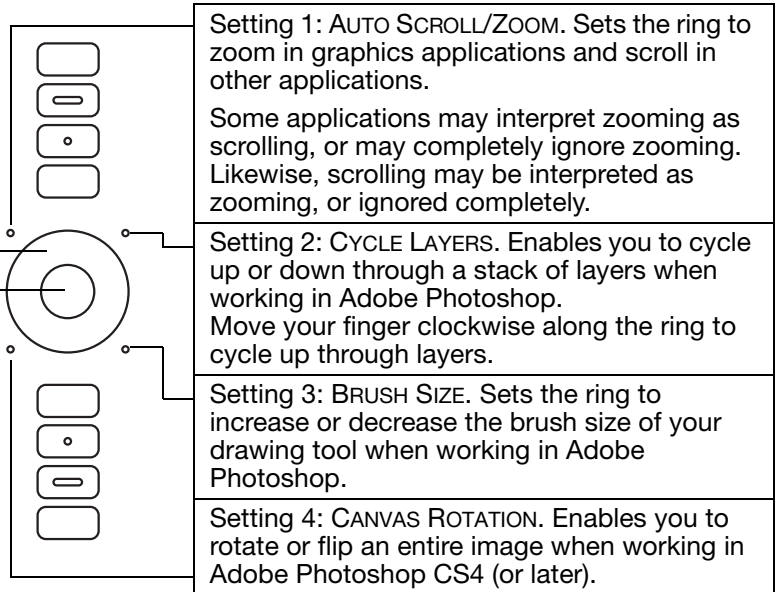 Setting 1: AUTO SCROLL/ZOOM. Sets the ring to
zoom in graphics applications and scroll in
other applications.
Some applications may interpret zooming as
scrolling, or may completely ignore zooming.
Likewise, scrolling may be interpreted as
zooming, or ignored completely.
Setting 2: CYCLE LAYERS. Enables you to cycle
up or down through a stack of layers when
working in Adobe Photoshop.
Move your finger clockwise along the ring to
cycle up through layers.
Setting 3: BRUSH SIZE. Sets the ring to
increase or decrease the brush size of your
drawing tool when working in Adobe
Photoshop.
Setting 4: CANVAS ROTATION. Enables you to
rotate or flip an entire image when working in
Adobe Photoshop CS4 (or later).